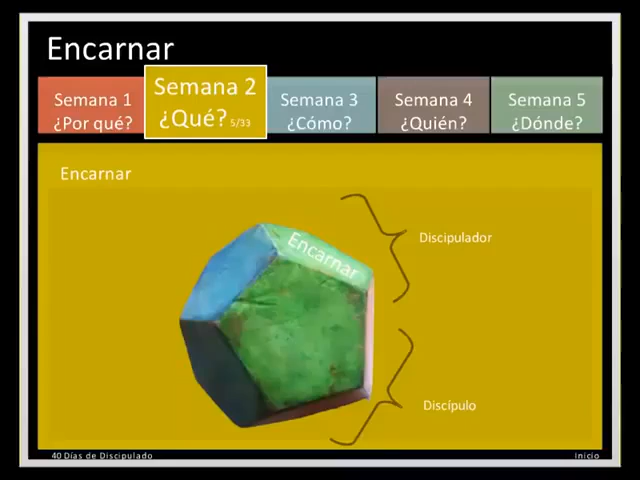 Encarnar
Semana 1
¿Por qué?
Semana 2
¿Qué? 5/33
Semana 3
¿Cómo?
Semana 4
¿Quién?
Semana 5
¿Dónde?
Encarnar
Encarnar
Discipulador
Discípulo
40 Días de Discipulado
Inicio